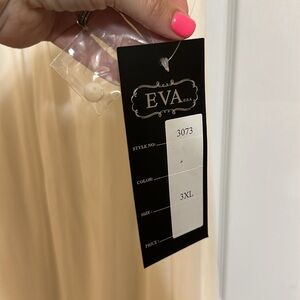 EVA
STYLE NO:
3073
COLOR:
SIZE:
3XL
PRICE: